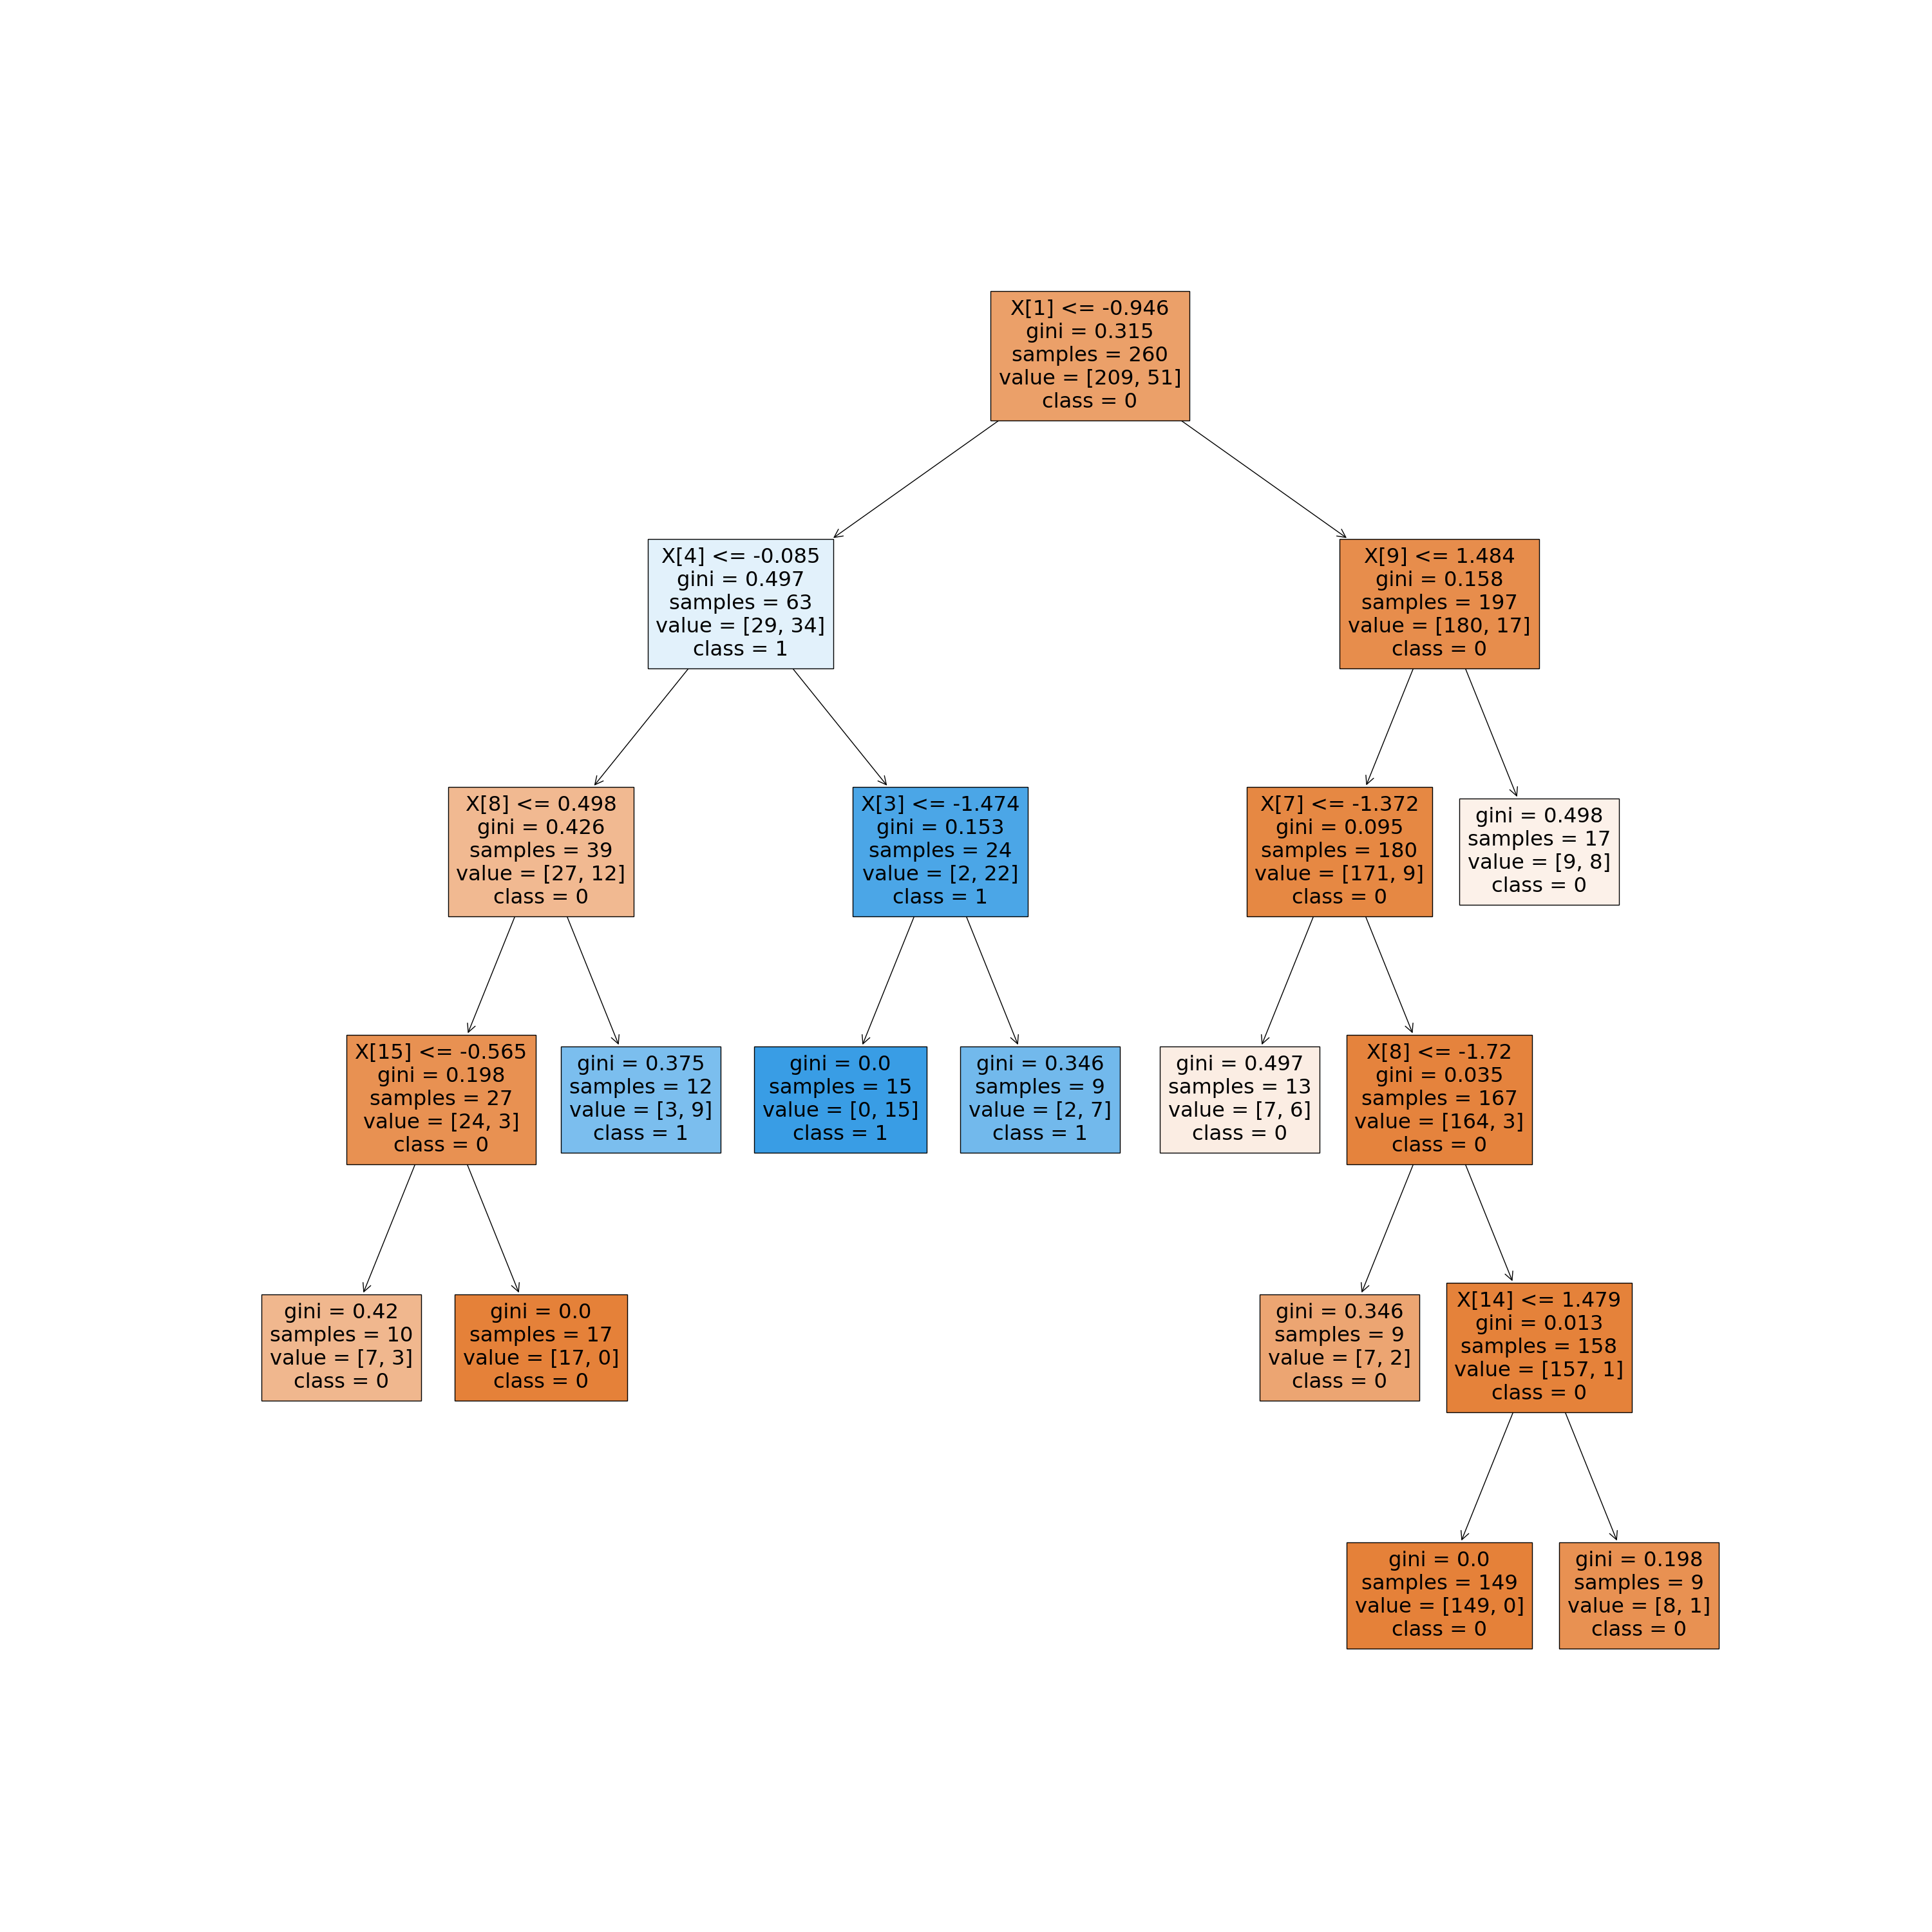 X[1] <= -0.946
gini = 0.315
samples = 260
value = [209, 51]
class = 0
X[4] <= -0.085
gini = 0.497
samples = 63
value = [29, 34]
class = 1
X[9] <= 1.484
gini = 0.158
samples = 197
value = [180, 17]
class = 0
X[8] <= 0.498
gini = 0.426
samples = 39
value = [27, 12]
class = 0
X[3] <= -1.474
gini = 0.153
samples = 24
value = [2, 22]
class = 1
X[7] <= -1.372
gini = 0.095
samples = 180
value = [171, 9]
class = 0
gini = 0.498
samples = 17
value = [9, 8]
class = 0
X[15] <= -0.565
gini = 0.198
samples = 27
value = [24, 3]
class = 0
gini = 0.375
samples = 12
value = [3, 9]
class = 1
gini = 0.0
samples = 15
value = [0, 15]
class = 1
gini = 0.346
samples = 9
value = [2, 7]
class = 1
gini = 0.497
samples = 13
value = [7, 6]
class = 0
X[8] <= -1.72
gini = 0.035
samples = 167
value = [164, 3]
class = 0
gini = 0.42
samples = 10
value = [7, 3]
class = 0
gini = 0.0
samples = 17
value = [17, 0]
class = 0
gini = 0.346
samples = 9
value = [7, 2]
class = 0
X[14] <= 1.479
gini = 0.013
samples = 158
value = [157, 1]
class = 0
gini = 0.0
samples = 149
value = [149, 0]
class = 0
gini = 0.198
samples = 9
value = [8, 1]
class = 0